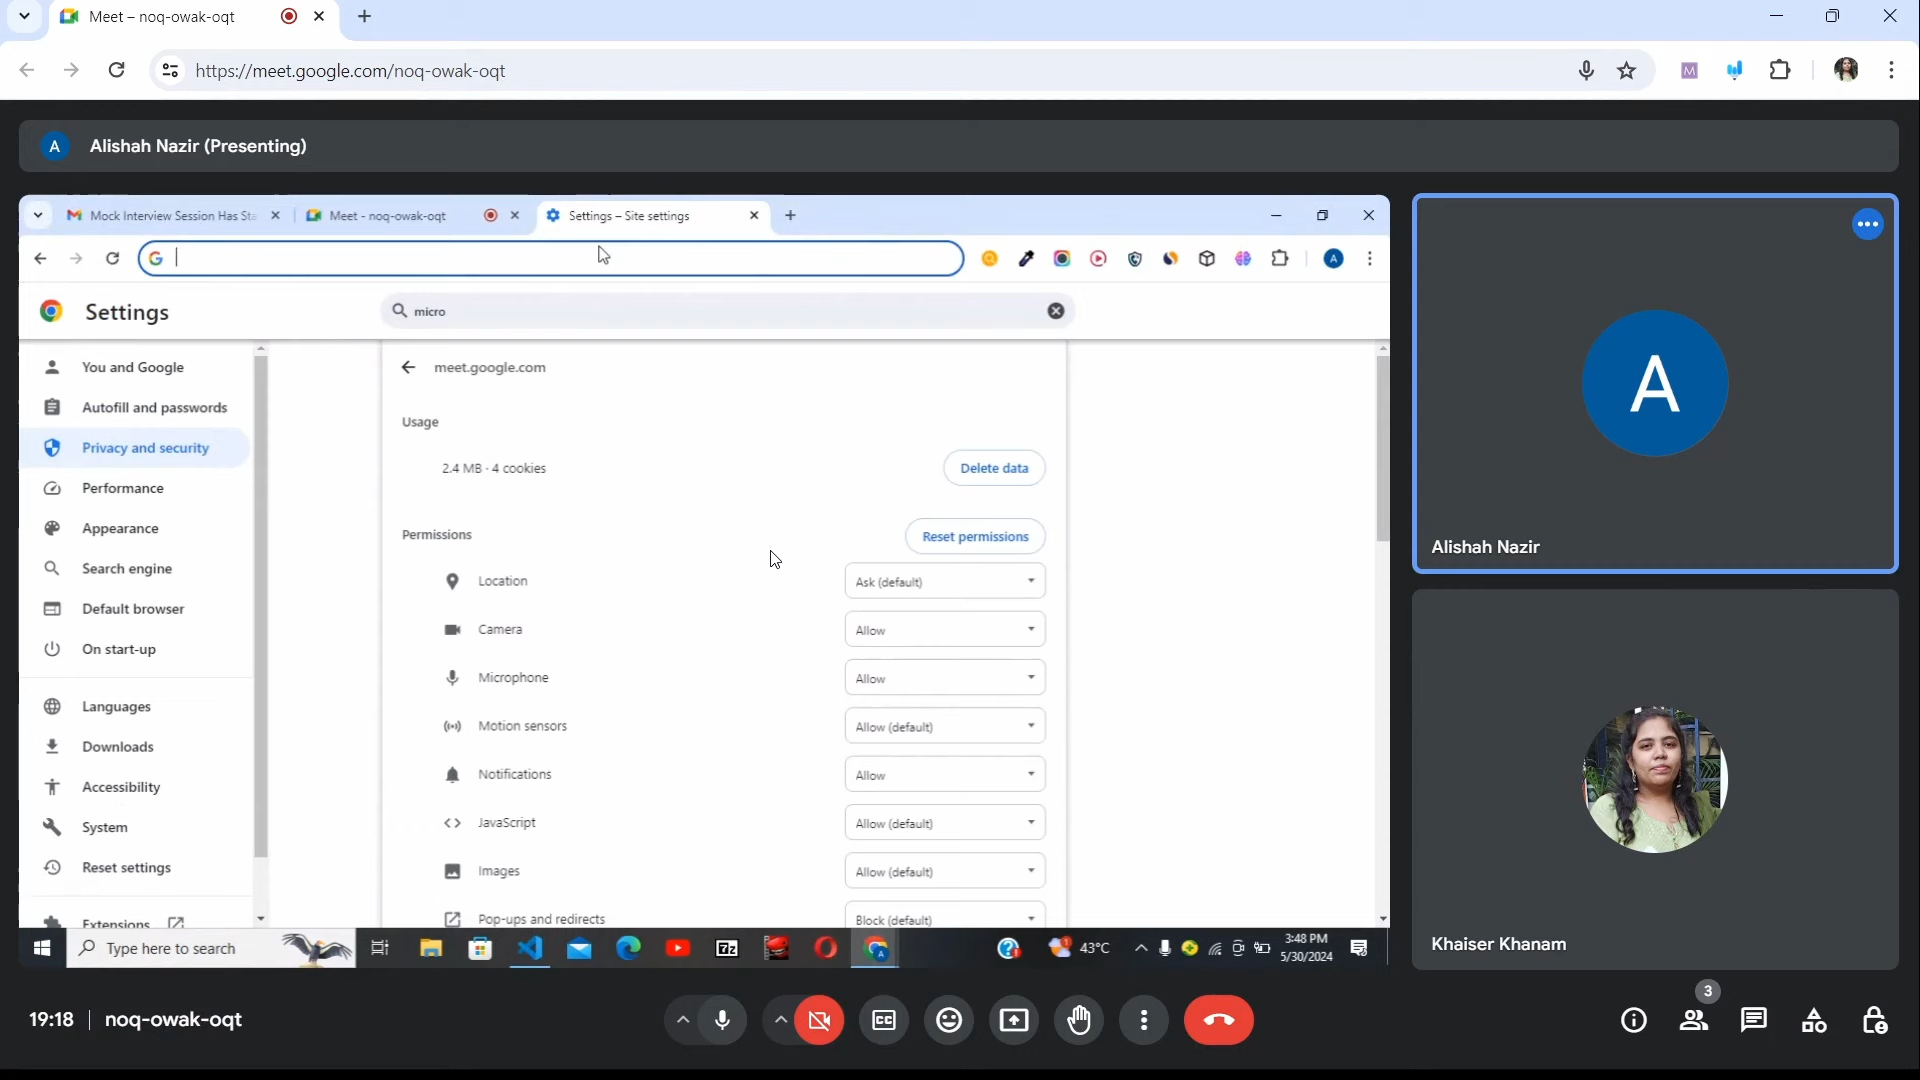 Meet – noq-owak-oqt
https://meet.google.com/noq-owak-oqt
A Alishah Nazir (Presenting)
Mock Interview Session Has Sta
Meet - noq-owak-oqt
Settings – Site settings
A
Settings
micro
You and Google
Autofill and passwords
Privacy and security
Performance
Appearance
Search engine
Default browser
On start-up
Languages
Downloads
Accessibility
System
Reset settings
Extensions
meet.google.com
Usage
2.4 MB · 4 cookies
Delete data
Permissions
Reset permissions
Location Ask (default)
Camera Allow
Microphone Allow
Motion sensors Allow (default)
Notifications Allow
JavaScript Allow (default)
Images Allow (default)
Pop-ups and redirects Block (default)
Type here to search
7z
43°C
3:48 PM
5/30/2024
A
Alishah Nazir
Khaiser Khanam
19:18 | noq-owak-oqt
CC
3